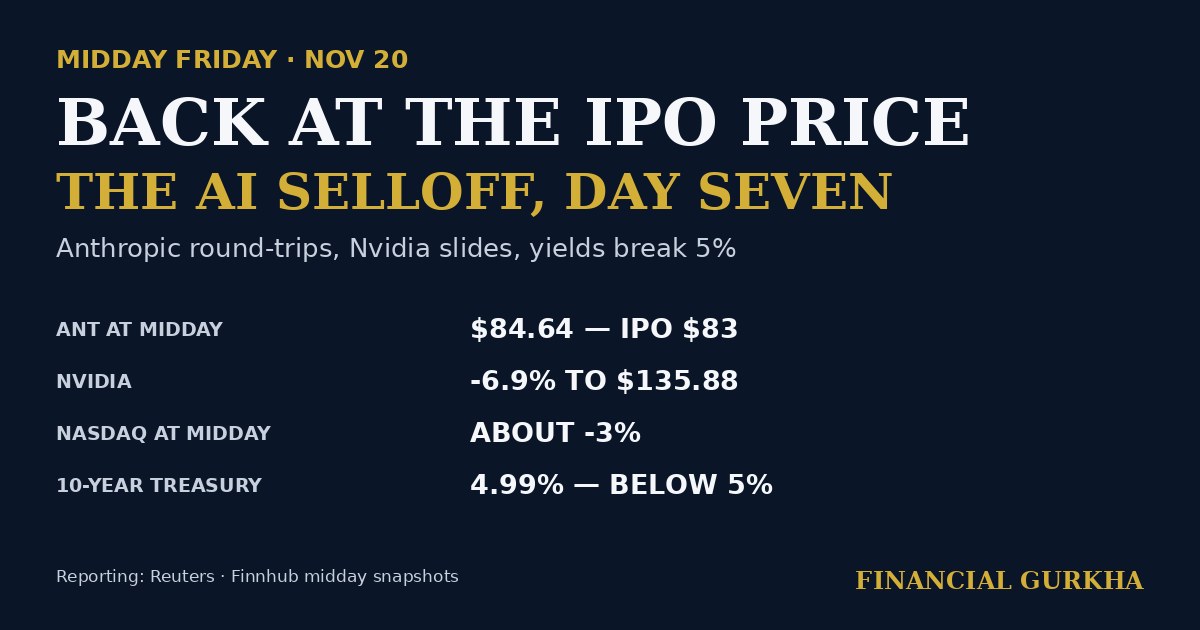 MIDDAY FRIDAY · NOV 20
BACK AT THE IPO PRICE
THE AI SELLOFF, DAY SEVEN
Anthropic round-trips, Nvidia slides, yields break 5%
ANT AT MIDDAY $84.64 — IPO $83
NVIDIA -6.9% TO $135.88
NASDAQ AT MIDDAY ABOUT -3%
10-YEAR TREASURY 4.99% — BELOW 5%
Reporting: Reuters · Finnhub midday snapshots
FINANCIAL GURKHA